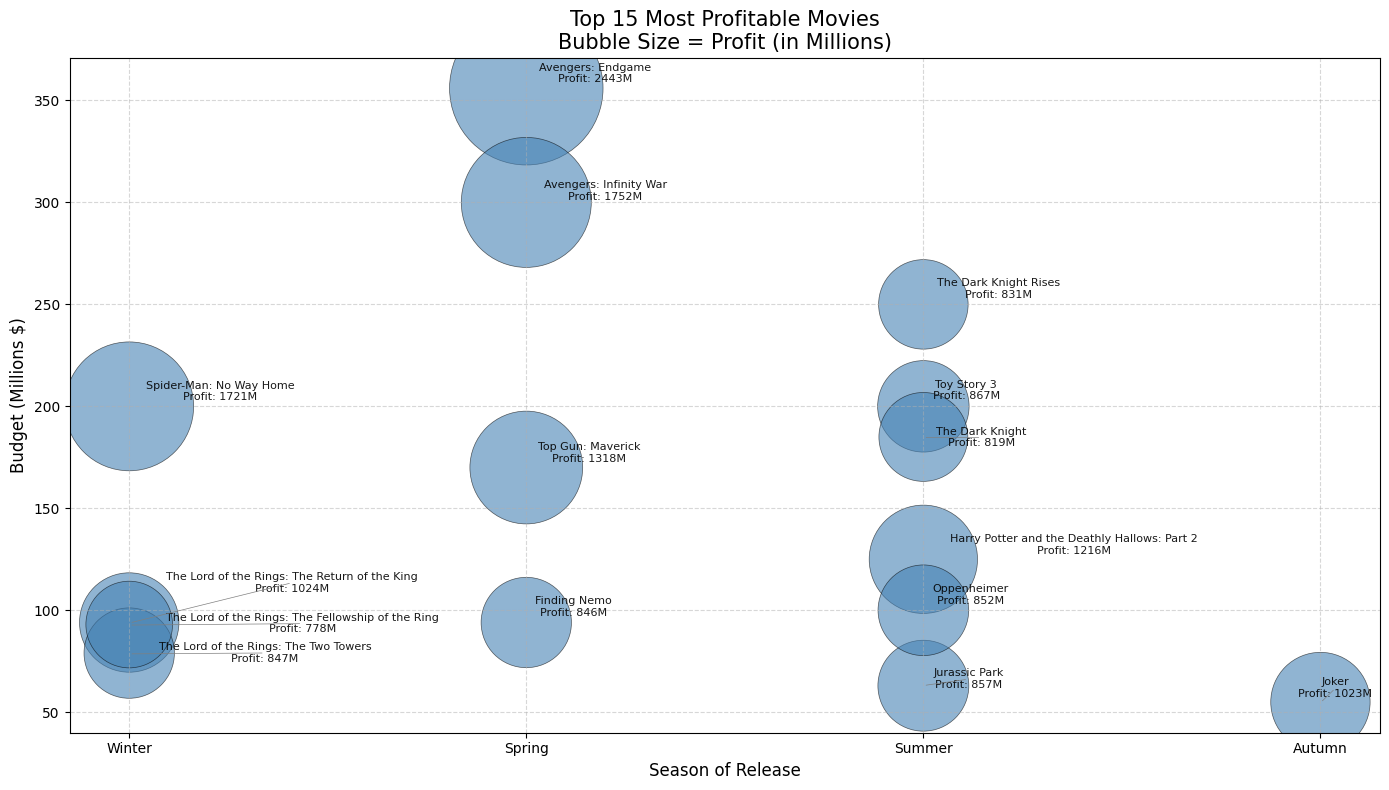 Top 15 Most Profitable Movies
Bubble Size = Profit (in Millions)
Avengers: Endgame
Profit: 2443M
Avengers: Infinity War
Profit: 1752M
The Dark Knight Rises
Profit: 831M
Spider-Man: No Way Home
Profit: 1721M
Toy Story 3
Profit: 867M
The Dark Knight
Profit: 819M
Top Gun: Maverick
Profit: 1318M
Harry Potter and the Deathly Hallows: Part 2
Profit: 1216M
The Lord of the Rings: The Return of the King
Profit: 1024M
Finding Nemo
Profit: 846M
Oppenheimer
Profit: 852M
The Lord of the Rings: The Fellowship of the Ring
Profit: 778M
The Lord of the Rings: The Two Towers
Profit: 847M
Jurassic Park
Profit: 857M
Joker
Profit: 1023M
350
300
250
200
150
100
50
Budget (Millions $)
Winter
Spring
Summer
Autumn
Season of Release